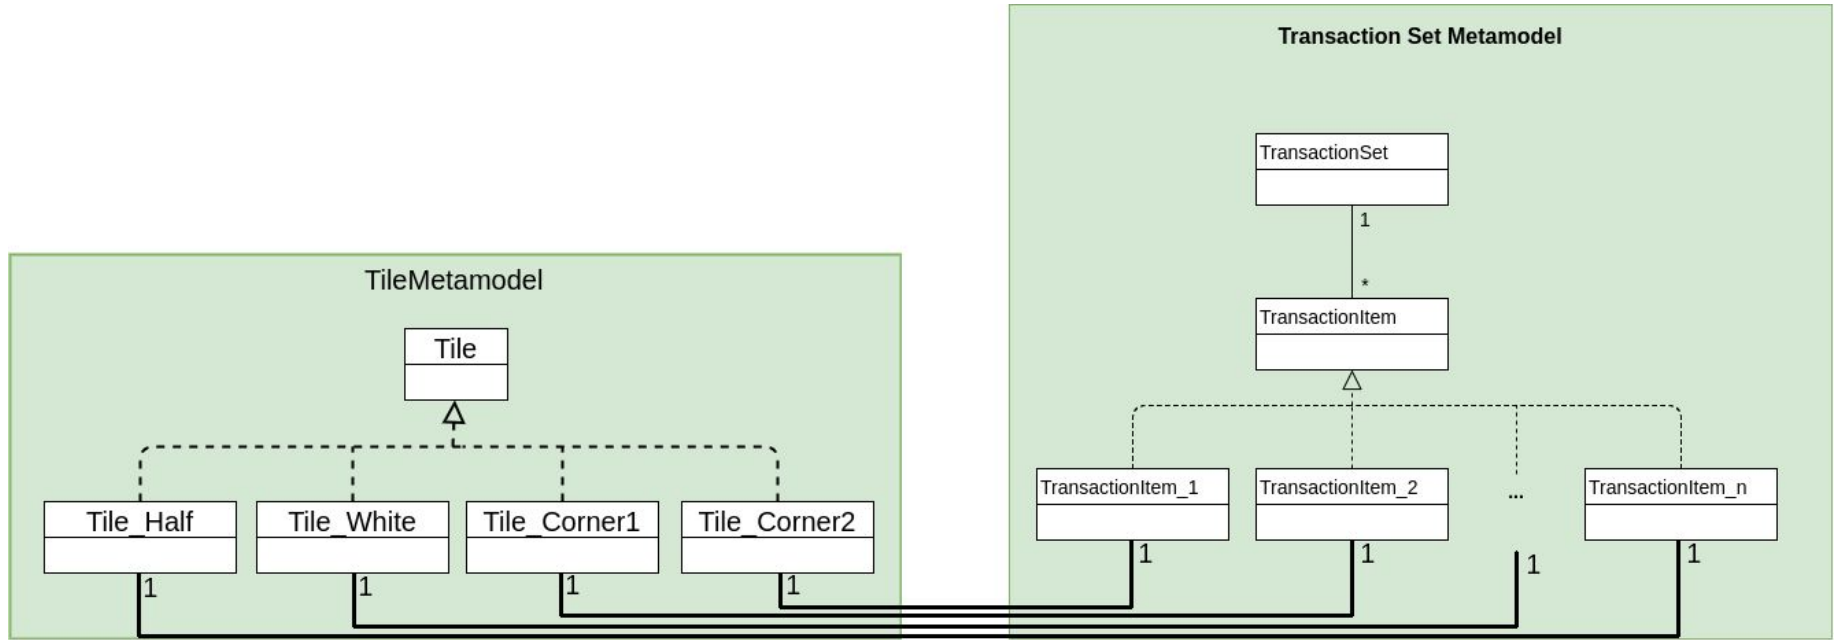 Transaction Set Metamodel
TransactionSet
1
*
TransactionItem
TransactionItem_1
TransactionItem_2
...
TransactionItem_n
1
1
1
1
TileMetamodel
Tile
Tile_Half
Tile_White
Tile_Corner1
Tile_Corner2
1
1
1
1